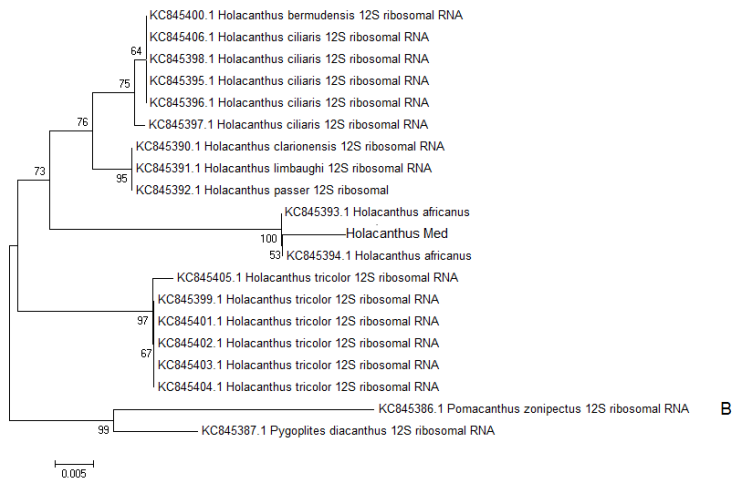 KC845400.1 Holacanthus bermudensis 12S ribosomal RNA
KC845406.1 Holacanthus ciliaris 12S ribosomal RNA
64
KC845398.1 Holacanthus ciliaris 12S ribosomal RNA
75
KC845395.1 Holacanthus ciliaris 12S ribosomal RNA
KC845396.1 Holacanthus ciliaris 12S ribosomal RNA
76
KC845397.1 Holacanthus ciliaris 12S ribosomal RNA
KC845390.1 Holacanthus clarionensis 12S ribosomal RNA
73
KC845391.1 Holacanthus limbaughi 12S ribosomal RNA
95
KC845392.1 Holacanthus passer 12S ribosomal
KC845393.1 Holacanthus africanus
100
Holacanthus Med
53
KC845394.1 Holacanthus africanus
KC845405.1 Holacanthus tricolor 12S ribosomal RNA
KC845399.1 Holacanthus tricolor 12S ribosomal RNA
97
KC845401.1 Holacanthus tricolor 12S ribosomal RNA
KC845402.1 Holacanthus tricolor 12S ribosomal RNA
67
KC845403.1 Holacanthus tricolor 12S ribosomal RNA
KC845404.1 Holacanthus tricolor 12S ribosomal RNA
KC845386.1 Pomacanthus zonipectus 12S ribosomal RNA
B
99
KC845387.1 Pygoplites diacanthus 12S ribosomal RNA
0.005